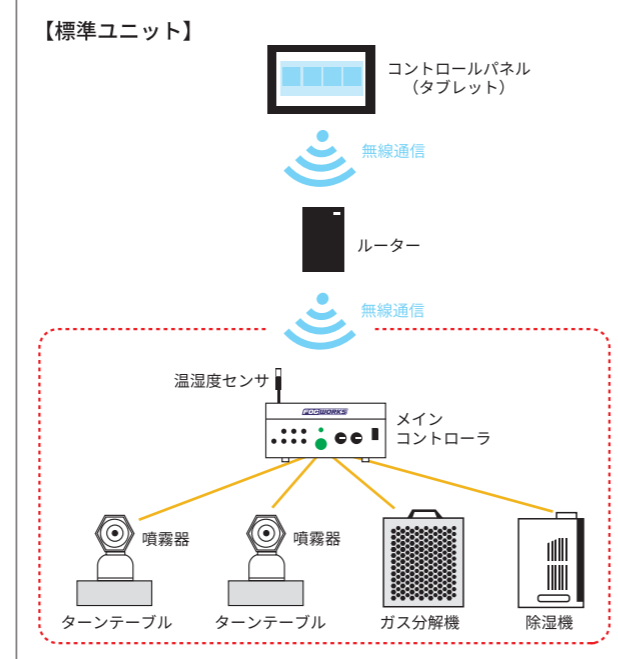 【標準ユニット】
コントロールパネル
（タブレット）
無線通信
ルーター
無線通信
温湿度センサ
FOGWORKS
メイン
コントローラ
噴霧器
噴霧器
ターンテーブル
ターンテーブル
ガス分解機
除湿機